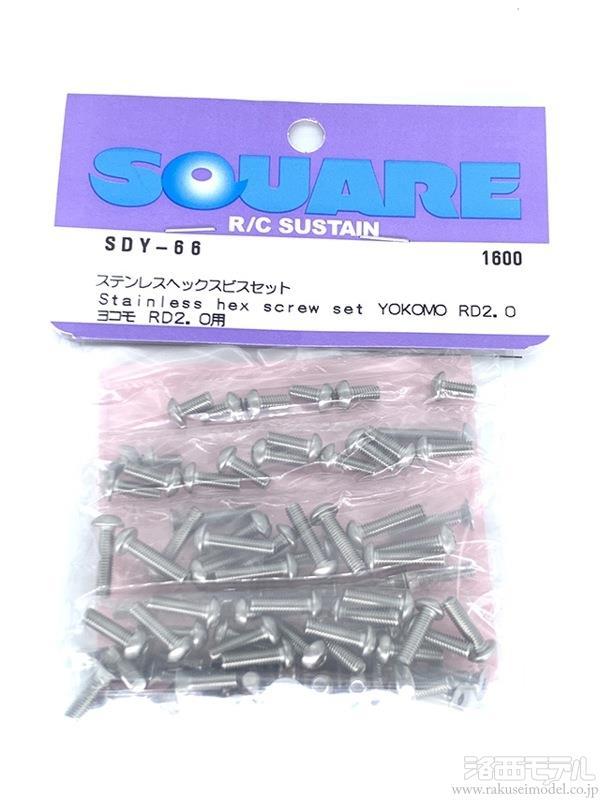 SQUARE
R/C SUSTAIN
SDY-66 1600
ステンレスヘックスビスセット
Stainless hex screw set YOKOMO RD2.0
ヨコモ RD2.0用
洛西モデル
www.rakuseimodel.co.jp